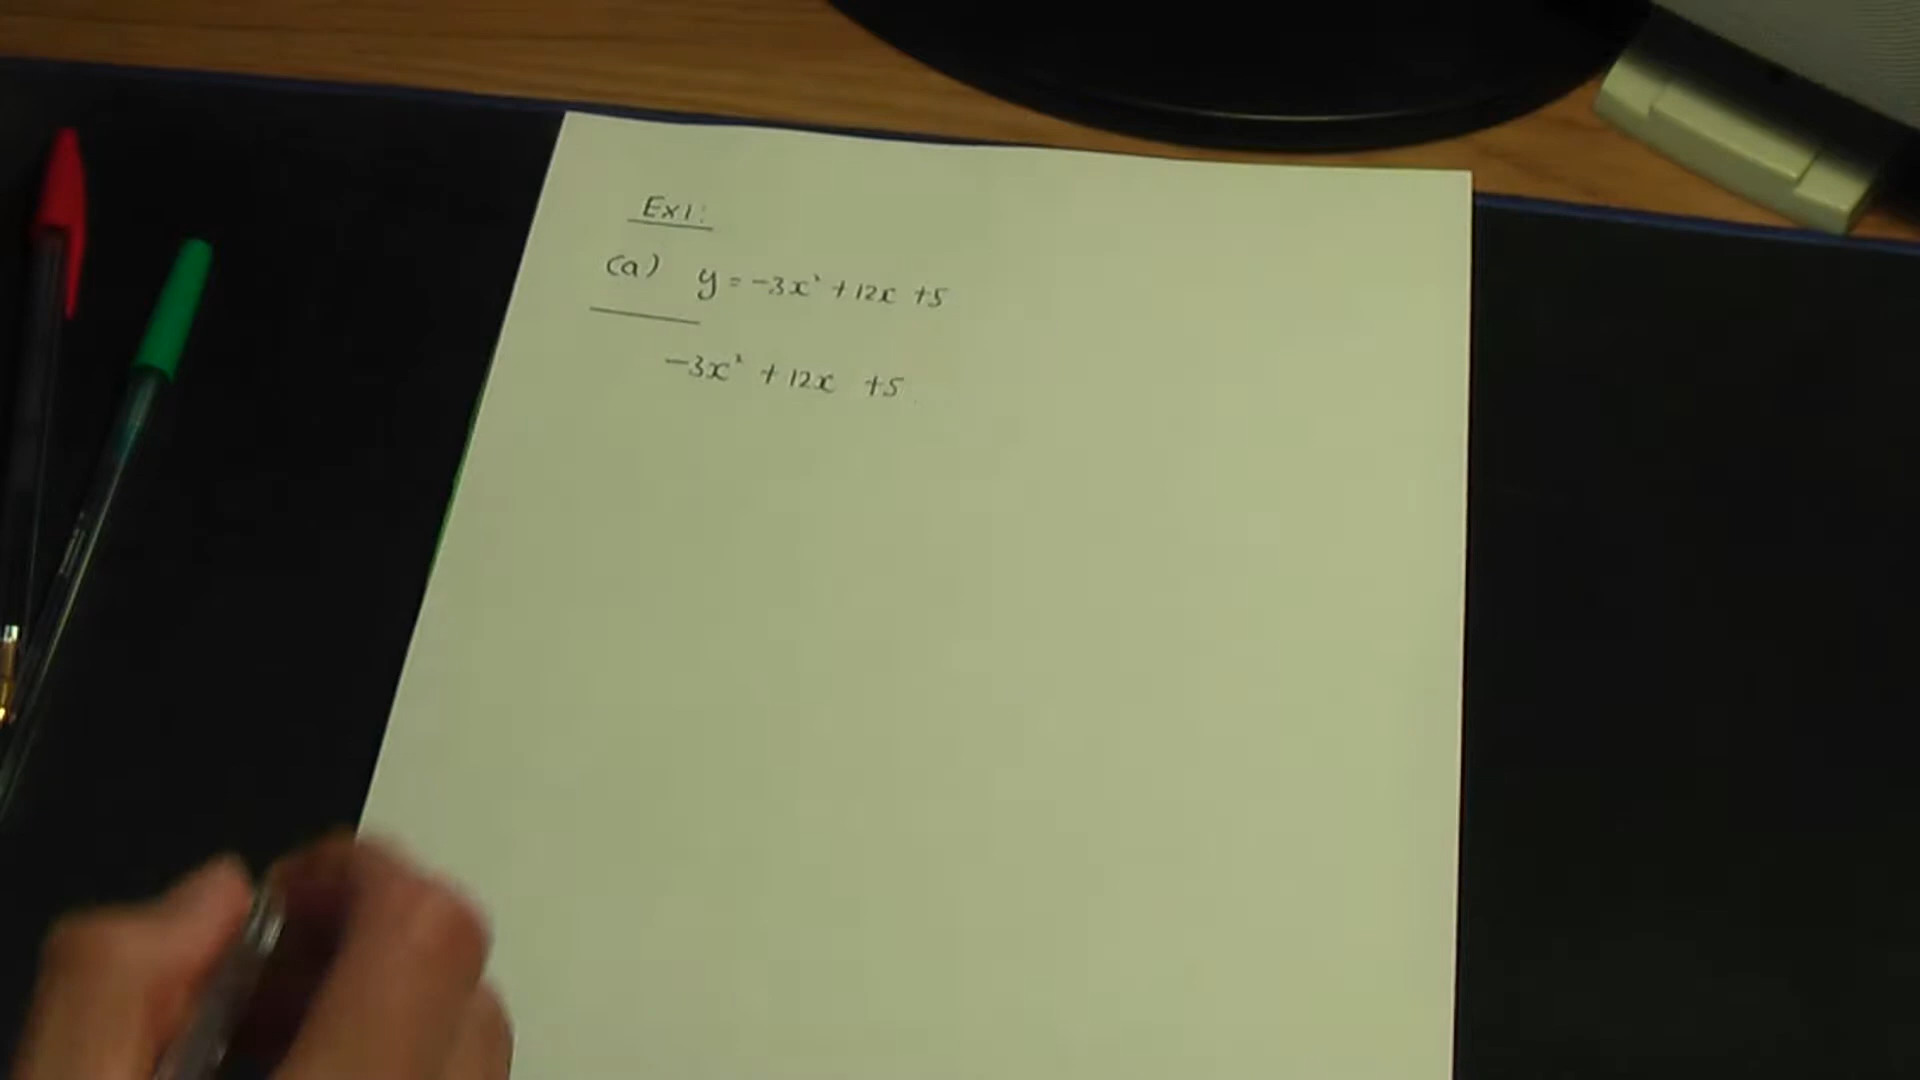 Ex1:
(a) y = -3x² + 12x + 5
-3x² + 12x + 5